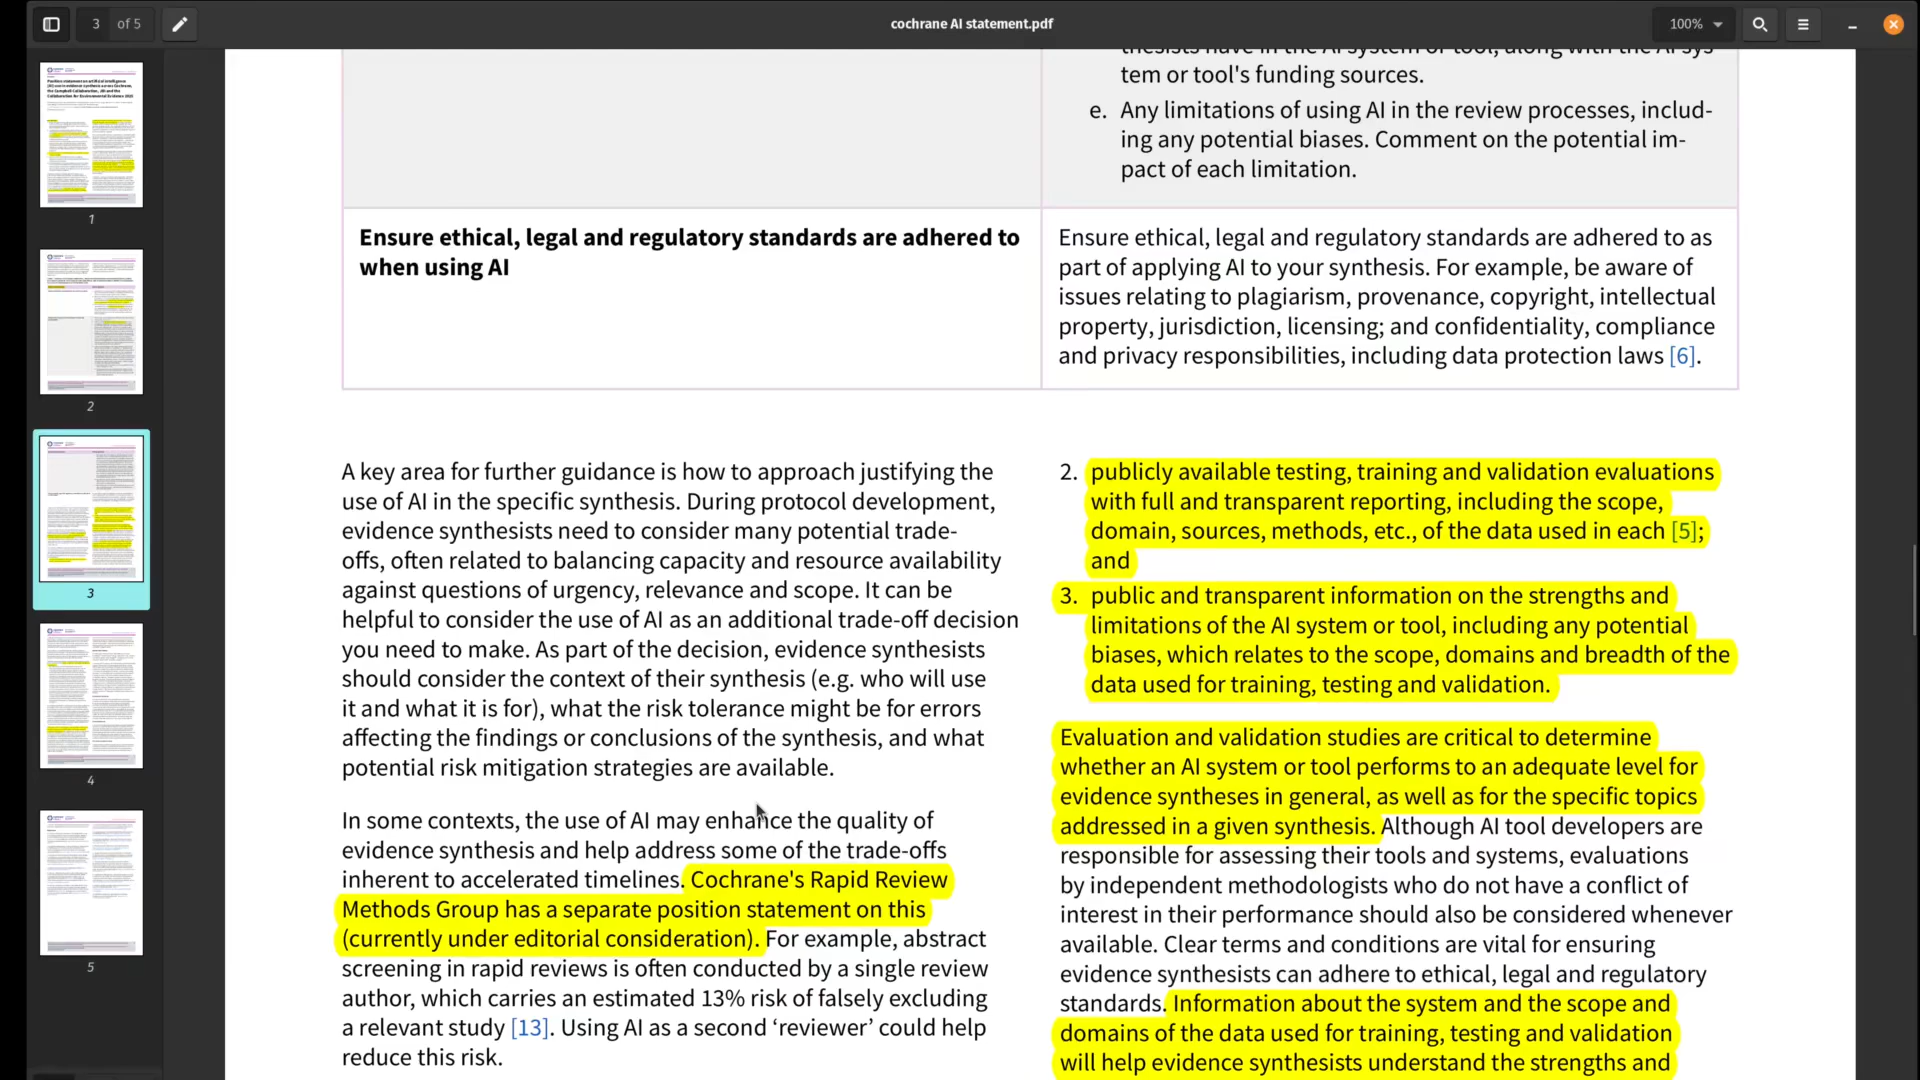 3 of 5
cochrane AI statement.pdf
100%
1
2
3
4
5
thesists have in the AI system or tool, along with the AI sys-
tem or tool's funding sources.
e. Any limitations of using AI in the review processes, includ-
ing any potential biases. Comment on the potential im-
pact of each limitation.
Ensure ethical, legal and regulatory standards are adhered to
when using AI
Ensure ethical, legal and regulatory standards are adhered to as
part of applying AI to your synthesis. For example, be aware of
issues relating to plagiarism, provenance, copyright, intellectual
property, jurisdiction, licensing; and confidentiality, compliance
and privacy responsibilities, including data protection laws [6].
A key area for further guidance is how to approach justifying the
use of AI in the specific synthesis. During protocol development,
evidence synthesists need to consider many potential trade-
offs, often related to balancing capacity and resource availability
against questions of urgency, relevance and scope. It can be
helpful to consider the use of AI as an additional trade-off decision
you need to make. As part of the decision, evidence synthesists
should consider the context of their synthesis (e.g. who will use
it and what it is for), what the risk tolerance might be for errors
affecting the findings or conclusions of the synthesis, and what
potential risk mitigation strategies are available.
In some contexts, the use of AI may enhance the quality of
evidence synthesis and help address some of the trade-offs
inherent to accelerated timelines. Cochrane's Rapid Review
Methods Group has a separate position statement on this
(currently under editorial consideration). For example, abstract
screening in rapid reviews is often conducted by a single review
author, which carries an estimated 13% risk of falsely excluding
a relevant study [13]. Using AI as a second ‘reviewer’ could help
reduce this risk.
2. publicly available testing, training and validation evaluations
with full and transparent reporting, including the scope,
domain, sources, methods, etc., of the data used in each [5];
and
3. public and transparent information on the strengths and
limitations of the AI system or tool, including any potential
biases, which relates to the scope, domains and breadth of the
data used for training, testing and validation.
Evaluation and validation studies are critical to determine
whether an AI system or tool performs to an adequate level for
evidence syntheses in general, as well as for the specific topics
addressed in a given synthesis. Although AI tool developers are
responsible for assessing their tools and systems, evaluations
by independent methodologists who do not have a conflict of
interest in their performance should also be considered whenever
available. Clear terms and conditions are vital for ensuring
evidence synthesists can adhere to ethical, legal and regulatory
standards. Information about the system and the scope and
domains of the data used for training, testing and validation
will help evidence synthesists understand the strengths and